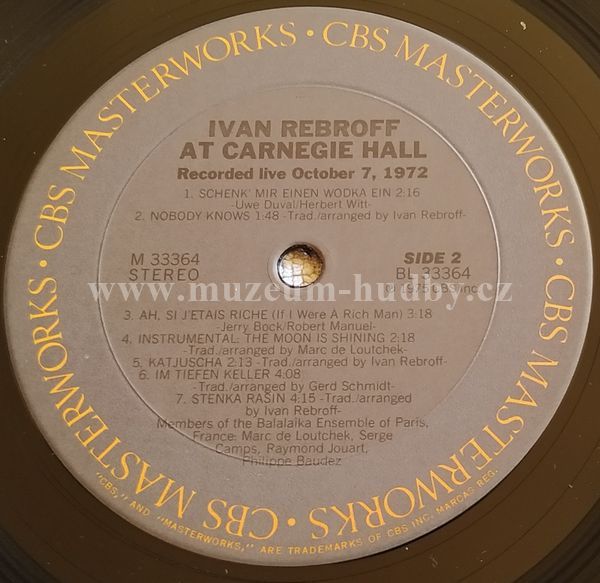 CBS MASTERWORKS · CBS MASTERWORKS · CBS MASTERWORKS · CBS MASTERWORKS ·
IVAN REBROFF
AT CARNEGIE HALL
Recorded live October 7, 1972
1. SCHENK' MIR EINEN WODKA EIN 2:16
-Uwe Duval/Herbert Witt-
2. NOBODY KNOWS 1:48 -Trad./arranged by Ivan Rebroff-
M 33364
STEREO
SIDE 2
BL 33364
℗ 1975 CBS Inc.
www.muzeum-hudby.cz
3. AH, SI J'ETAIS RICHE (If I Were A Rich Man) 3:18
-Jerry Bock/Robert Manuel-
4. INSTRUMENTAL: THE MOON IS SHINING 2:18
-Trad./arranged by Marc de Loutchek-
5. KATJUSCHA 2:13 -Trad./arranged by Ivan Rebroff-
6. IM TIEFEN KELLER 4:08
-Trad./arranged by Gerd Schmidt-
7. STENKA RASIN 4:15 -Trad./arranged
by Ivan Rebroff-
Members of the Balalaïka Ensemble of Paris,
France: Marc de Loutchek, Serge
Camps, Raymond Jouart,
Philippe Baudez
"CBS," AND "MASTERWORKS," ARE TRADEMARKS OF CBS INC. MARCAS REG.